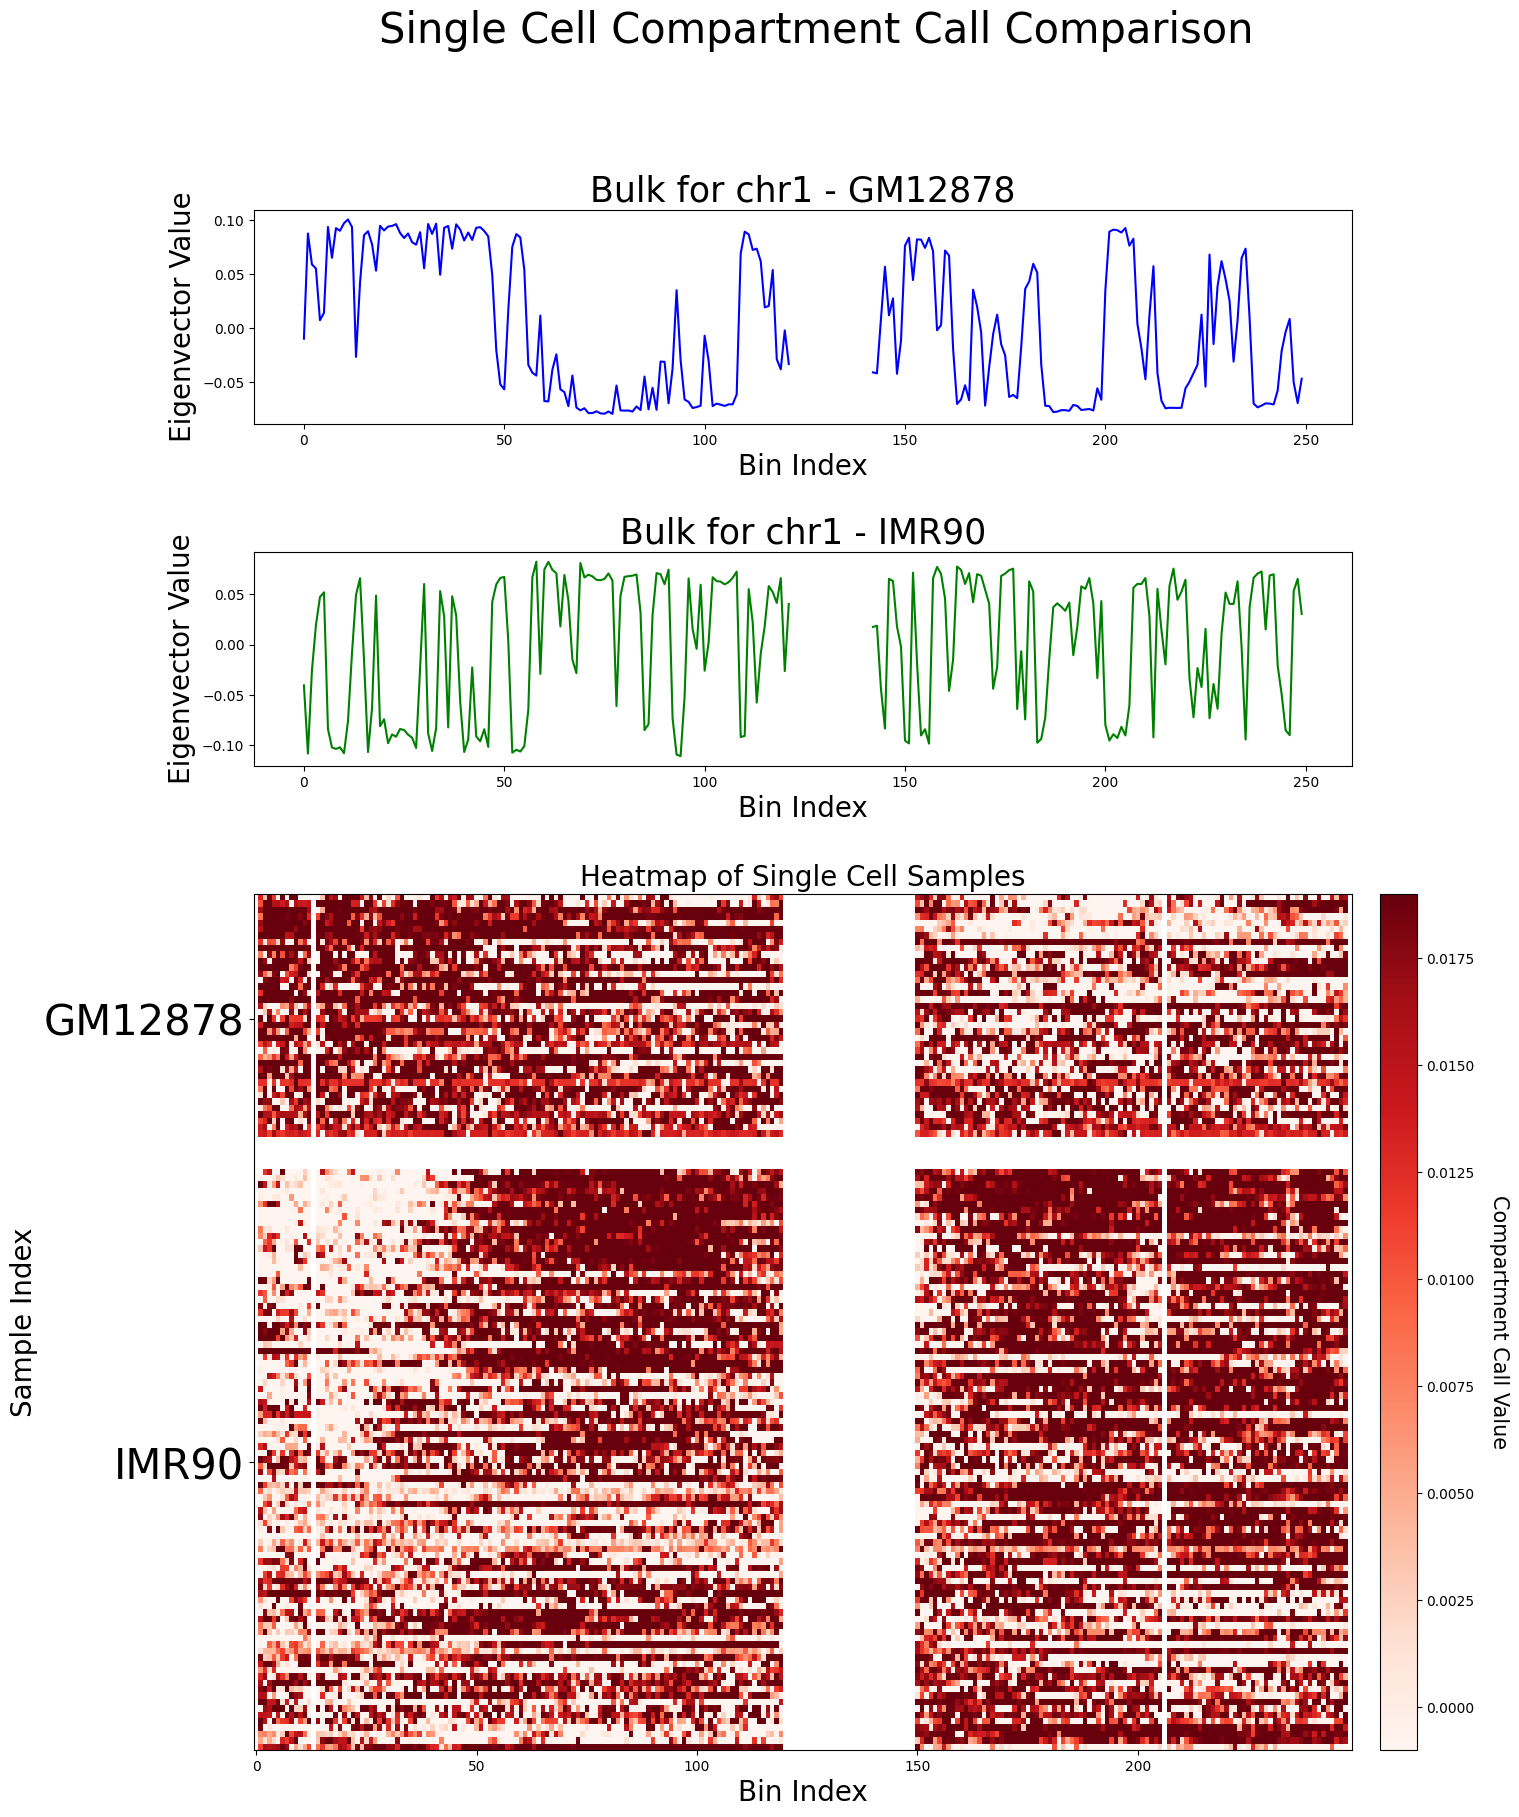 Single Cell Compartment Call Comparison
Bulk for chr1 - GM12878
Eigenvector Value
0.10
0.05
0.00
−0.05
0 50 100 150 200 250
Bin Index
Bulk for chr1 - IMR90
Eigenvector Value
0.05
0.00
−0.05
−0.10
0 50 100 150 200 250
Bin Index
Heatmap of Single Cell Samples
Sample Index
GM12878
IMR90
0 50 100 150 200
Bin Index
0.0175
0.0150
0.0125
0.0100
0.0075
0.0050
0.0025
0.0000
Compartment Call Value